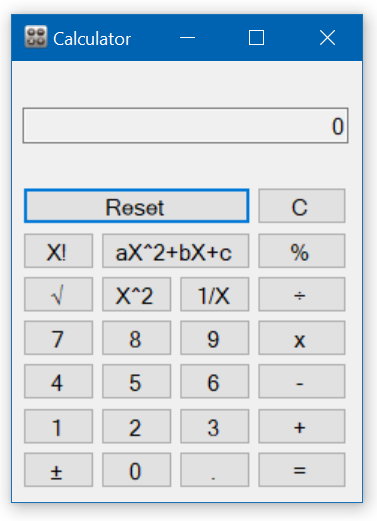 Calculator
0
Reset C
X! aX^2+bX+c %
√ X^2 1/X ÷
7 8 9 x
4 5 6 -
1 2 3 +
± 0 . =